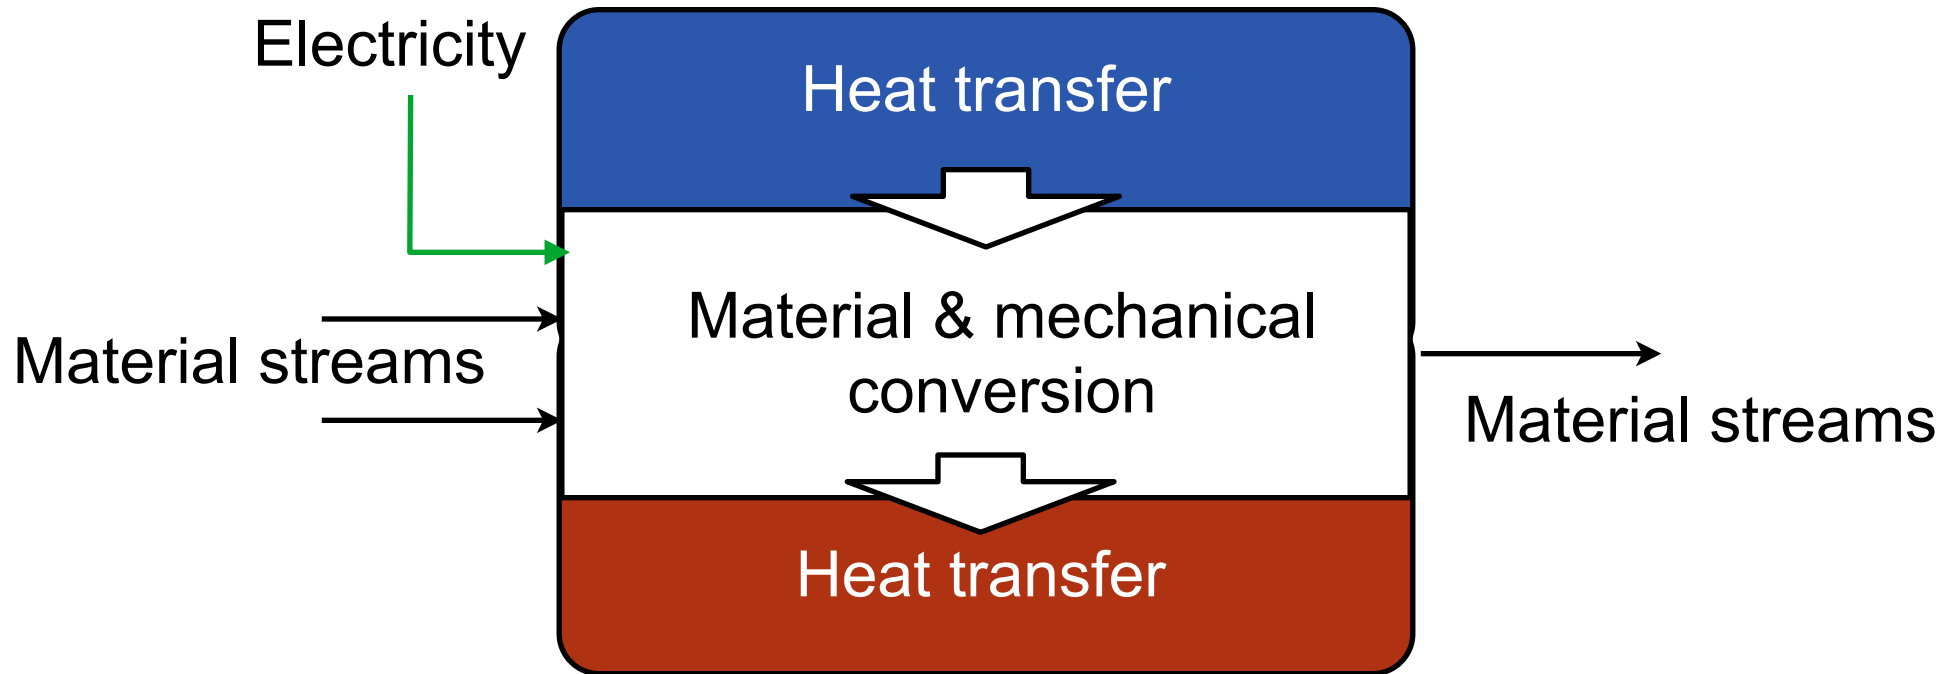 Electricity
Heat transfer
Material & mechanical
conversion
Material streams
Material streams
Heat transfer